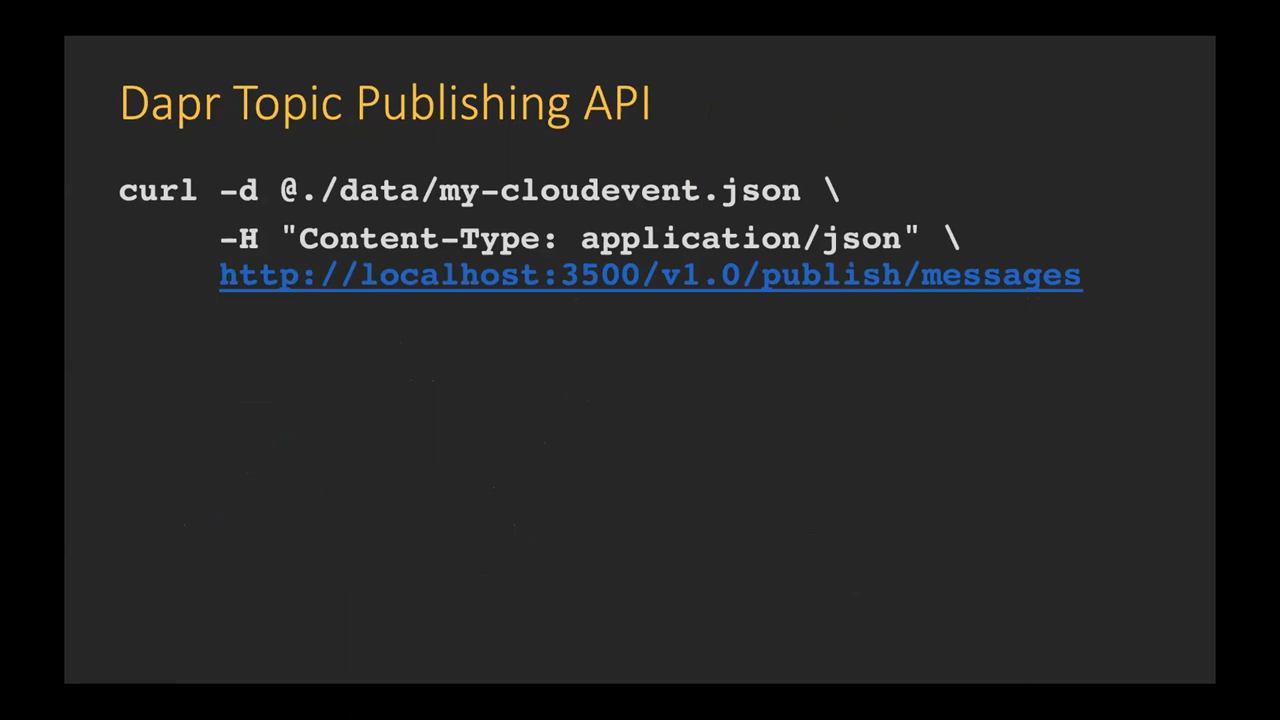 Dapr Topic Publishing API
curl -d @./data/my-cloudevent.json \
-H "Content-Type: application/json" \
http://localhost:3500/v1.0/publish/messages